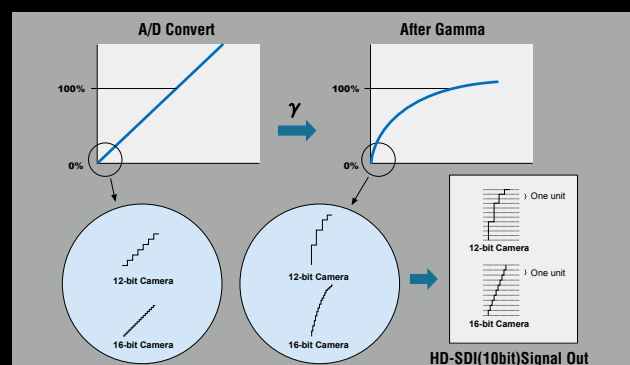 A/D Convert
After Gamma
100%
0%
γ
100%
0%
12-bit Camera
16-bit Camera
12-bit Camera
16-bit Camera
One unit
12-bit Camera
One unit
16-bit Camera
HD-SDI(10bit)Signal Out